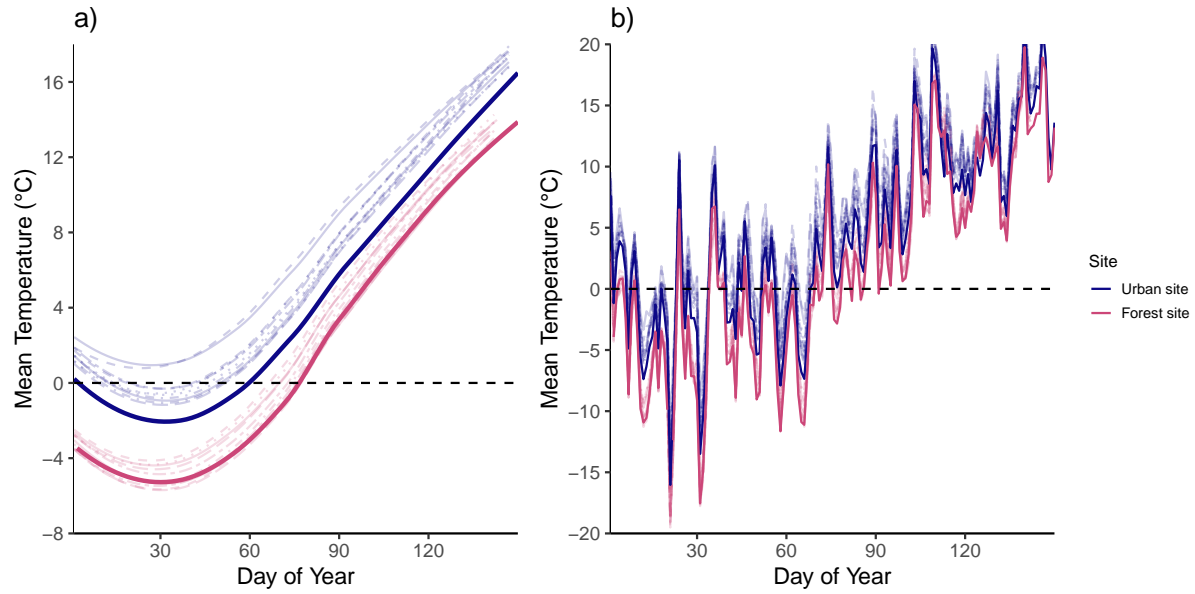 a)
Mean Temperature (°C)
16
12
8
4
0
−4
−8
30
60
90
120
Day of Year
b)
Mean Temperature (°C)
20
15
10
5
0
−5
−10
−15
−20
30
60
90
120
Day of Year
Site
Urban site
Forest site